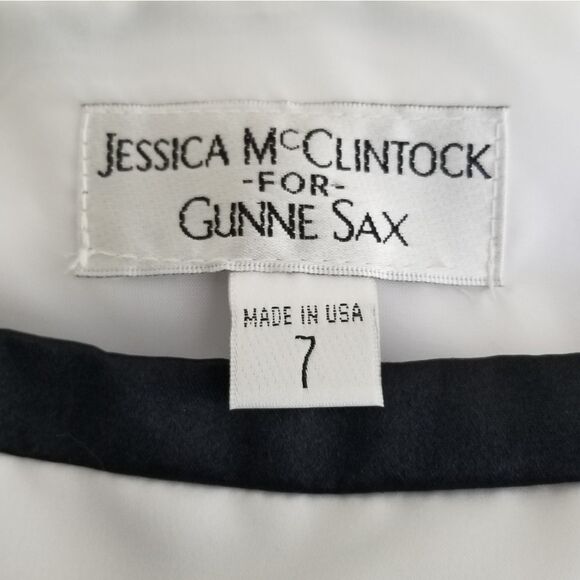 JESSICA McCLINTOCK
-FOR-
GUNNE SAX
MADE IN USA
7